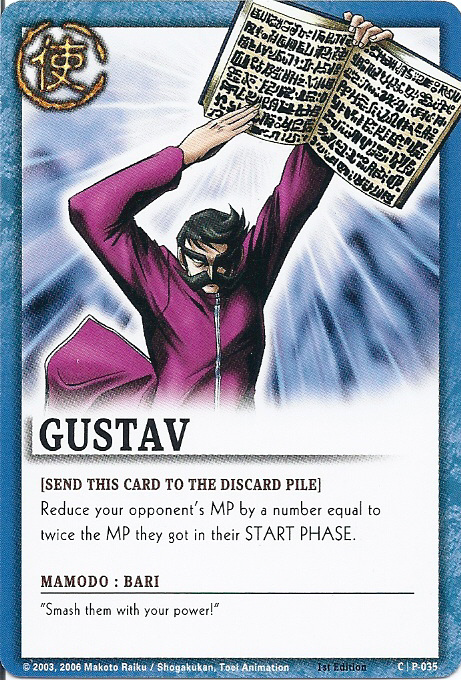 使
GUSTAV
[SEND THIS CARD TO THE DISCARD PILE]
Reduce your opponent's MP by a number equal to
twice the MP they got in their START PHASE.
MAMODO : BARI
"Smash them with your power!"
© 2003, 2006 Makoto Raiku / Shogakukan, Toei Animation 1st Edition C | P-035